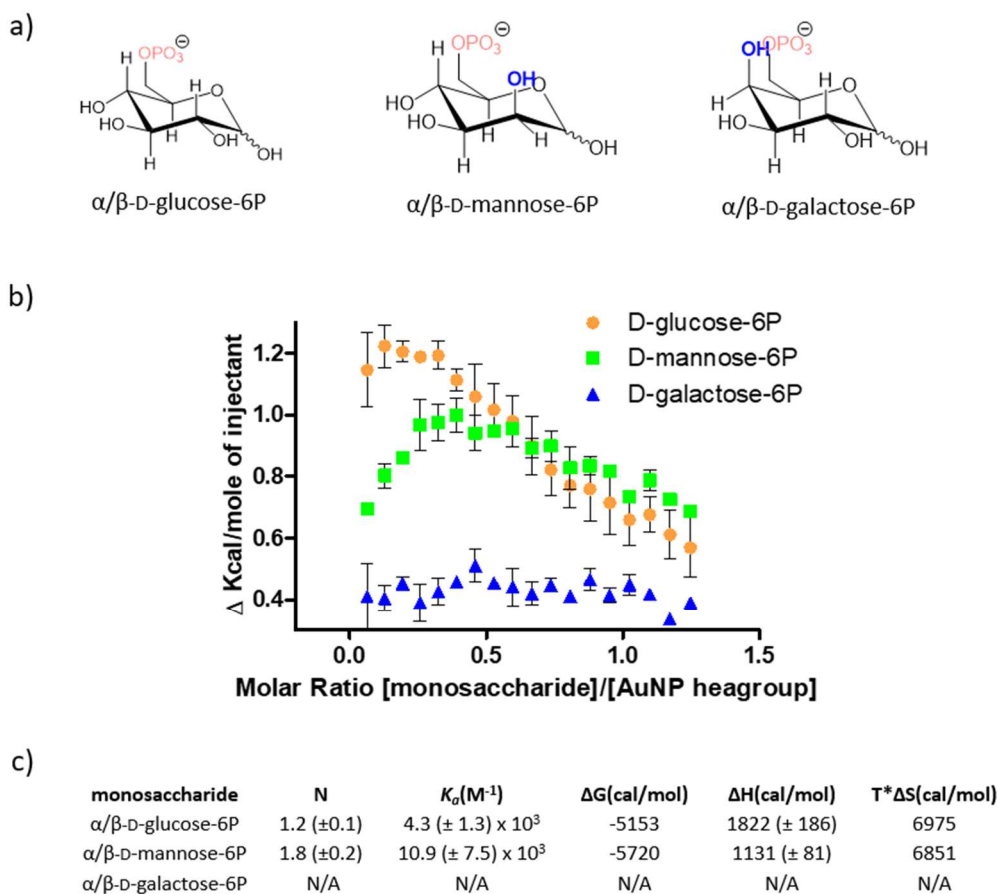 a)
OPO3⊖ OPO3⊖ OH OPO3⊖
H H O H OH O H O
HO HO H OH OH HO HO H H OH HO H OH OH
H H H
α/β-D-glucose-6P α/β-D-mannose-6P α/β-D-galactose-6P
b)
Δ Kcal/mole of injectant
1.2
1.0
0.8
0.6
0.4
D-glucose-6P
D-mannose-6P
D-galactose-6P
0.0 0.5 1.0 1.5
Molar Ratio [monosaccharide]/[AuNP heagroup]
c)
monosaccharide N Ka(M-1) ΔG(cal/mol) ΔH(cal/mol) T*ΔS(cal/mol)
α/β-D-glucose-6P 1.2 (±0.1) 4.3 (± 1.3) x 10³ -5153 1822 (± 186) 6975
α/β-D-mannose-6P 1.8 (±0.2) 10.9 (± 7.5) x 10³ -5720 1131 (± 81) 6851
α/β-D-galactose-6P N/A N/A N/A N/A N/A